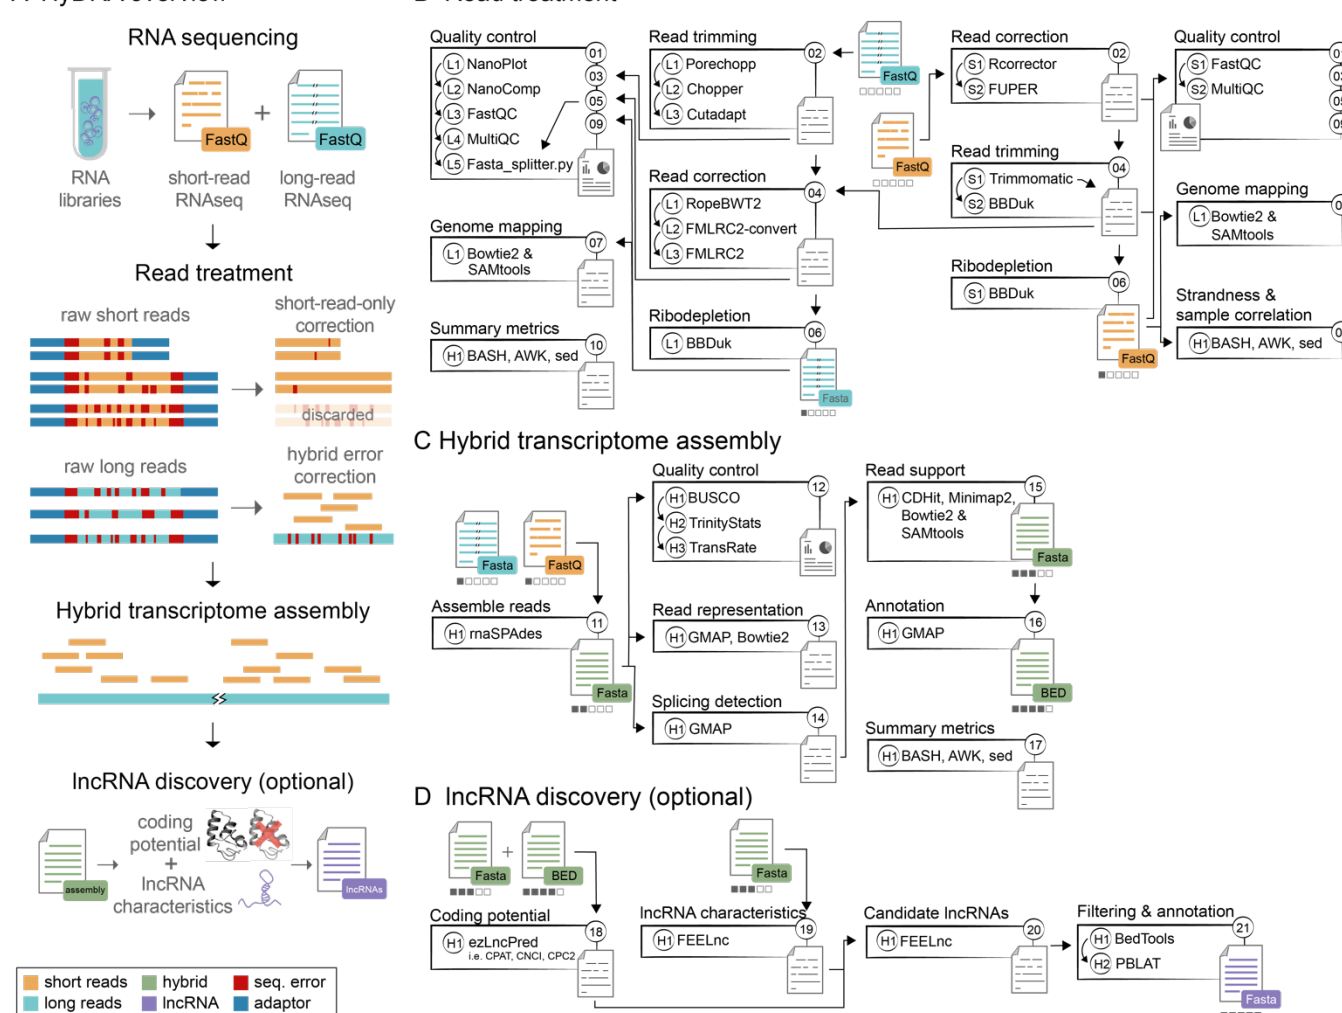 RNA sequencing
FastQ
+
FastQ
RNA
libraries
short-read
RNAseq
long-read
RNAseq
Read treatment
raw short reads
short-read-only
correction
discarded
raw long reads
hybrid error
correction
Hybrid transcriptome assembly
lncRNA discovery (optional)
assembly
coding
potential
+
lncRNA
characteristics
lncRNAs
short reads
hybrid
seq. error
long reads
lncRNA
adaptor
Quality control
01
L1 NanoPlot
03
L2 NanoComp
05
L3 FastQC
09
L4 MultiQC
L5 Fasta_splitter.py
Genome mapping
07
L1 Bowtie2 &
SAMtools
Summary metrics
10
H1 BASH, AWK, sed
Read trimming
02
L1 Porechopp
L2 Chopper
L3 Cutadapt
Read correction
04
L1 RopeBWT2
L2 FMLRC2-convert
L3 FMLRC2
Ribodepletion
06
L1 BBDuk
Fasta
FastQ
FastQ
Read correction
02
S1 Rcorrector
S2 FUPER
Read trimming
04
S1 Trimmomatic
S2 BBDuk
Ribodepletion
06
S1 BBDuk
FastQ
Quality control
S1 FastQC
S2 MultiQC
Genome mapping
L1 Bowtie2 &
SAMtools
Strandness &
sample correlation
H1 BASH, AWK, sed
C Hybrid transcriptome assembly
Fasta
FastQ
Assemble reads
11
H1 rnaSPAdes
Fasta
Quality control
12
H1 BUSCO
H2 TrinityStats
H3 TransRate
Read representation
13
H1 GMAP, Bowtie2
Splicing detection
14
H1 GMAP
Read support
15
H1 CDHit, Minimap2,
Bowtie2 &
SAMtools
Fasta
Annotation
16
H1 GMAP
BED
Summary metrics
17
H1 BASH, AWK, sed
D lncRNA discovery (optional)
Fasta
+
BED
Fasta
Coding potential
18
H1 ezLncPred
i.e. CPAT, CNCI, CPC2
lncRNA characteristics
19
H1 FEELnc
Candidate lncRNAs
20
H1 FEELnc
Filtering & annotation
21
H1 BedTools
H2 PBLAT
Fasta